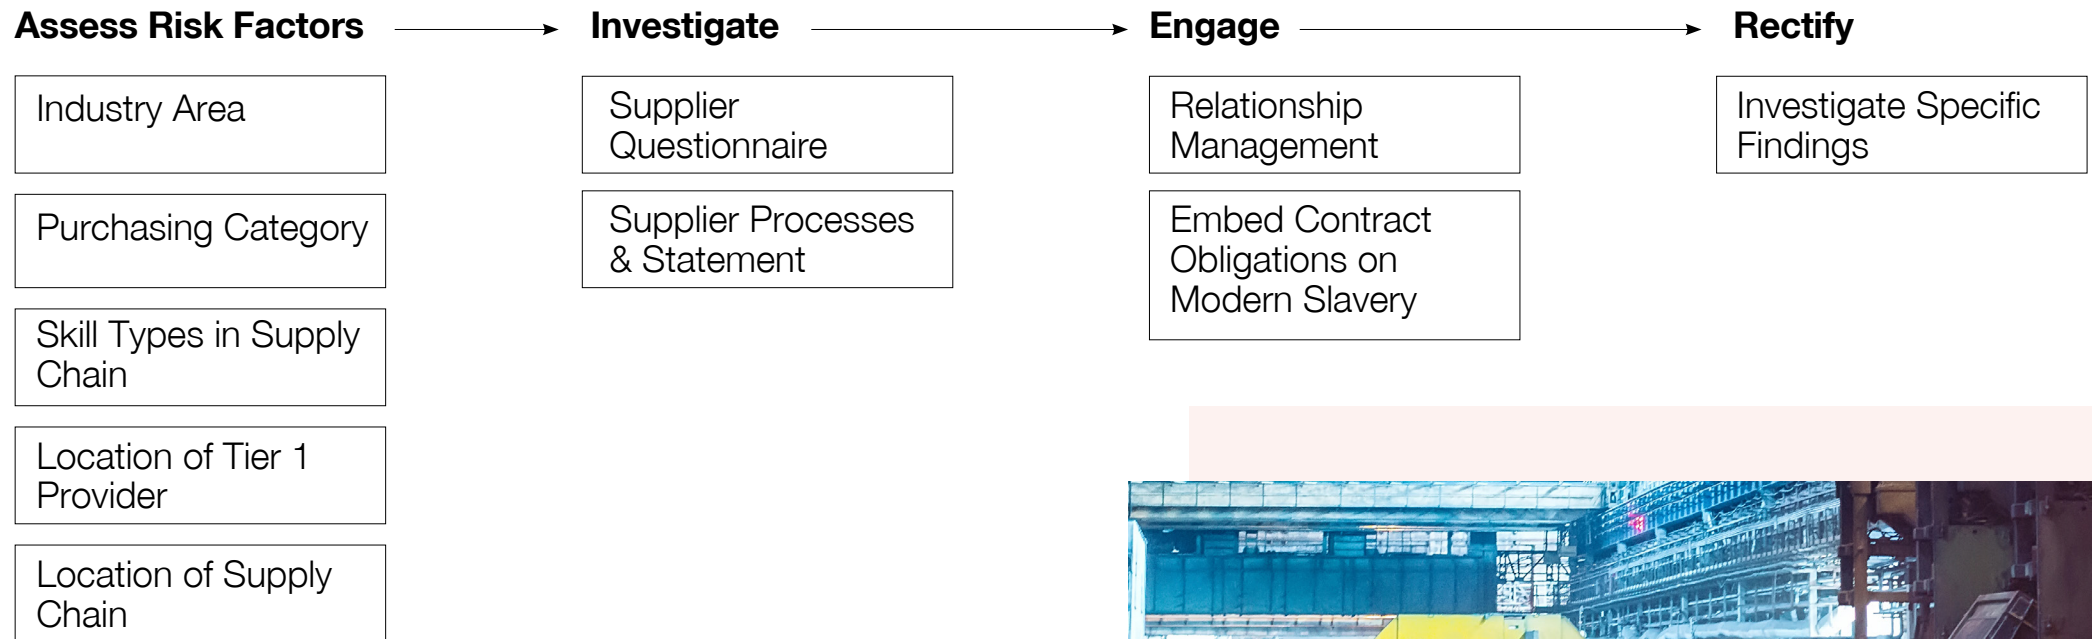 Assess Risk Factors
Investigate
Engage
Rectify
Industry Area
Purchasing Category
Skill Types in Supply
Chain
Location of Tier 1
Provider
Location of Supply
Chain
Supplier
Questionnaire
Supplier Processes
& Statement
Relationship
Management
Embed Contract
Obligations on
Modern Slavery
Investigate Specific
Findings